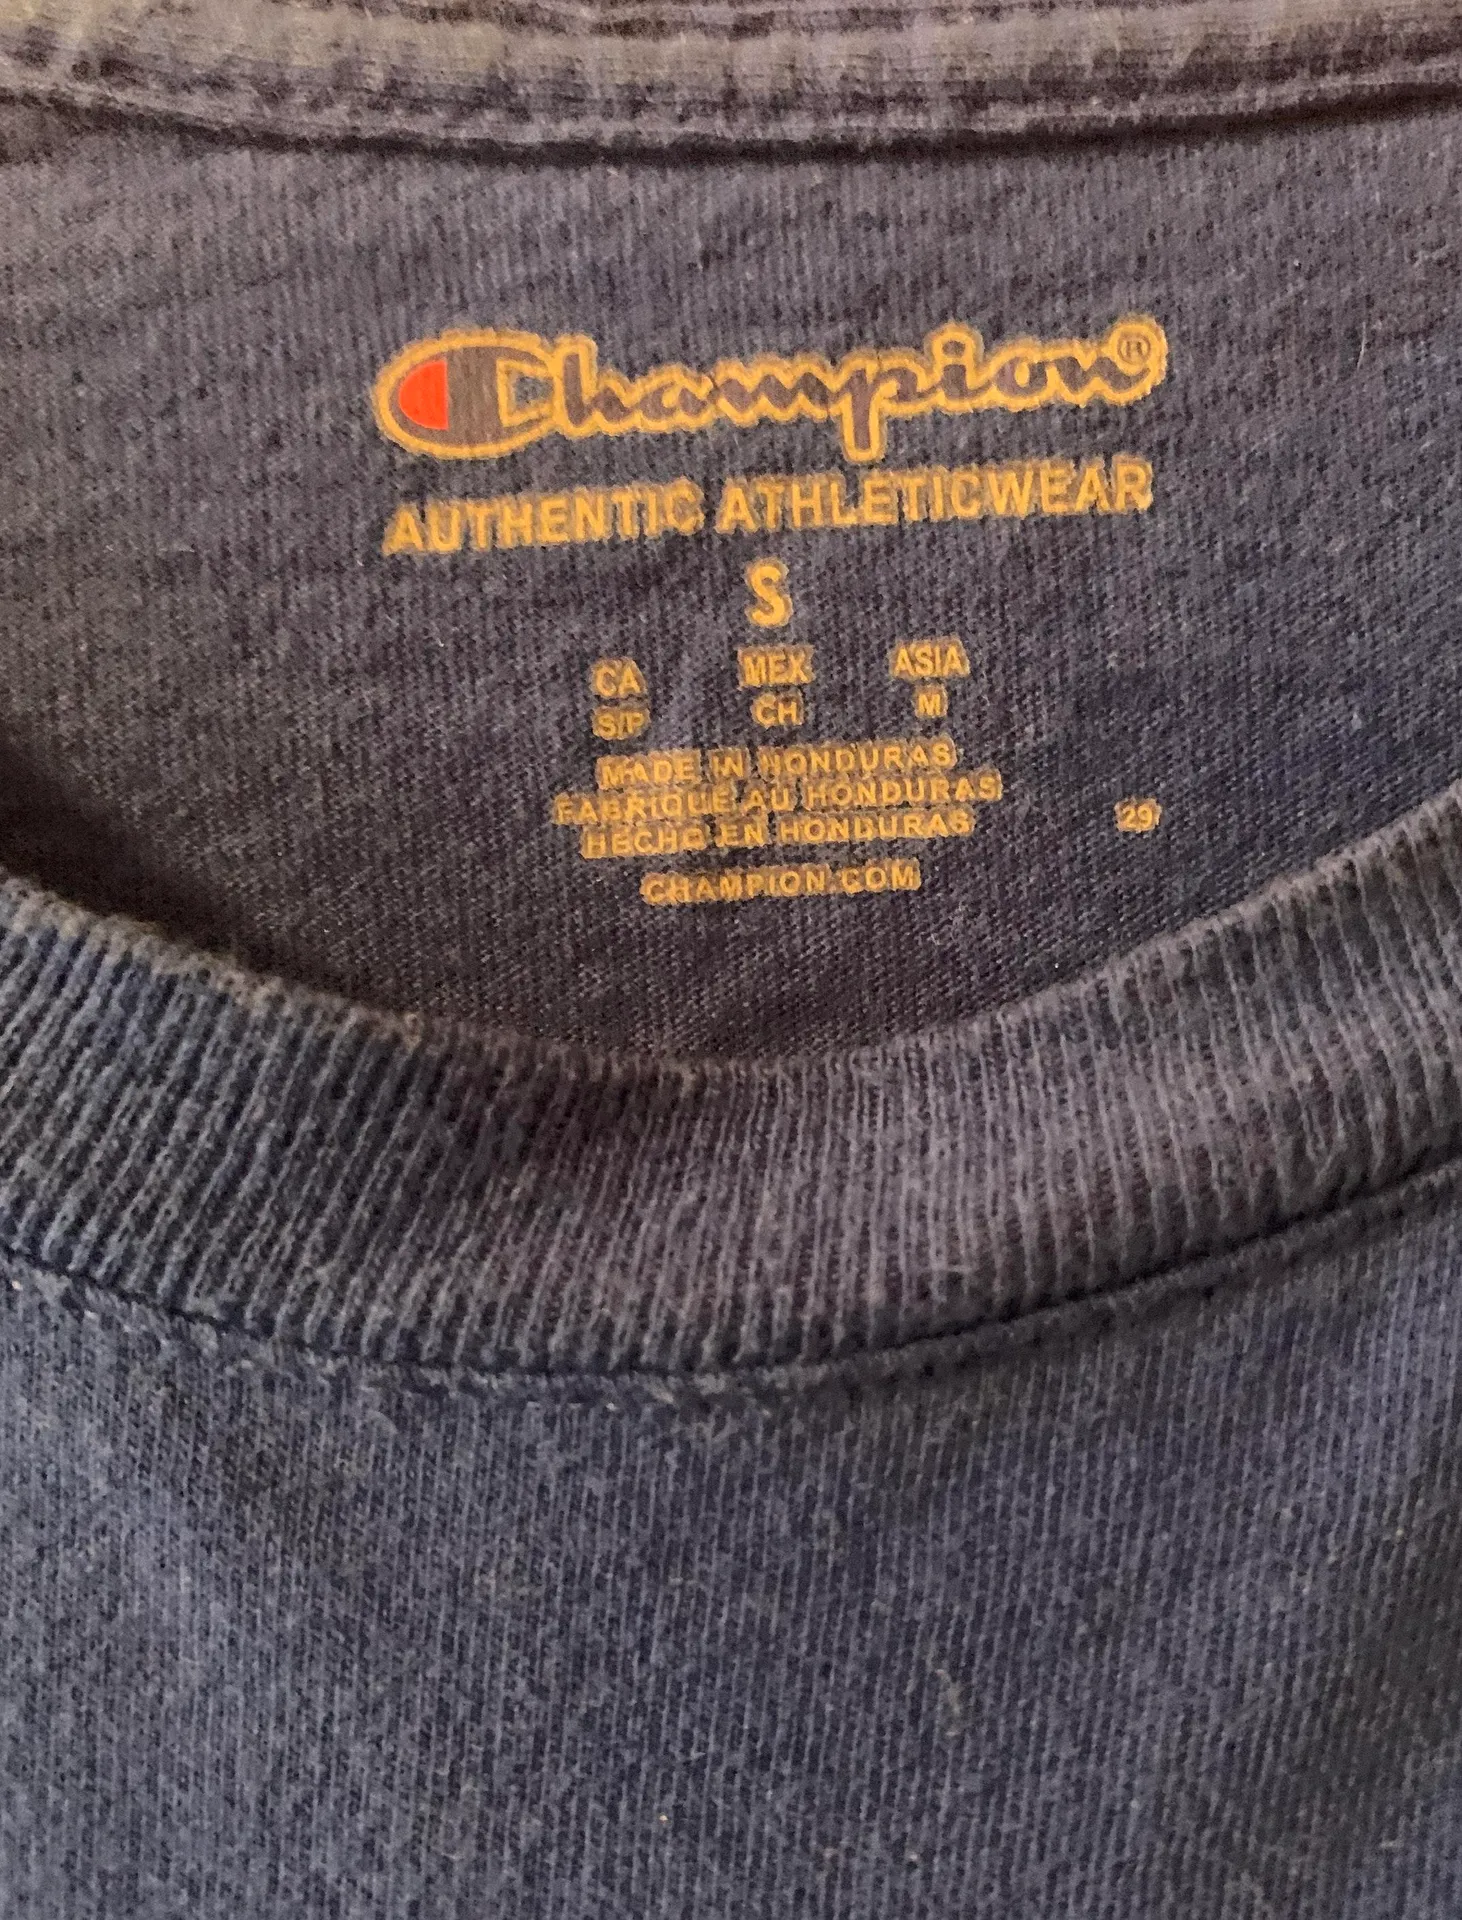 Champion®
AUTHENTIC ATHLETICWEAR
S
CA MEX ASIA
S/P CH M
MADE IN HONDURAS
FABRIQUE AU HONDURAS
HECHO EN HONDURAS
29
CHAMPION.COM